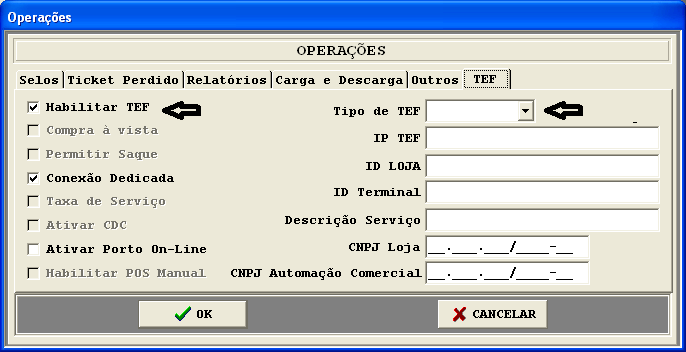 Operações
OPERAÇÕES
Selos Ticket Perdido Relatórios Carga e Descarga Outros TEF
Habilitar TEF
Compra à vista
Permitir Saque
Conexão Dedicada
Taxa de Serviço
Ativar CDC
Ativar Porto On-Line
Habilitar POS Manual
Tipo de TEF
IP TEF
ID LOJA
ID Terminal
Descrição Serviço
CNPJ Loja __.___.___/____-__
CNPJ Automação Comercial __.___.___/____-__
OK
CANCELAR